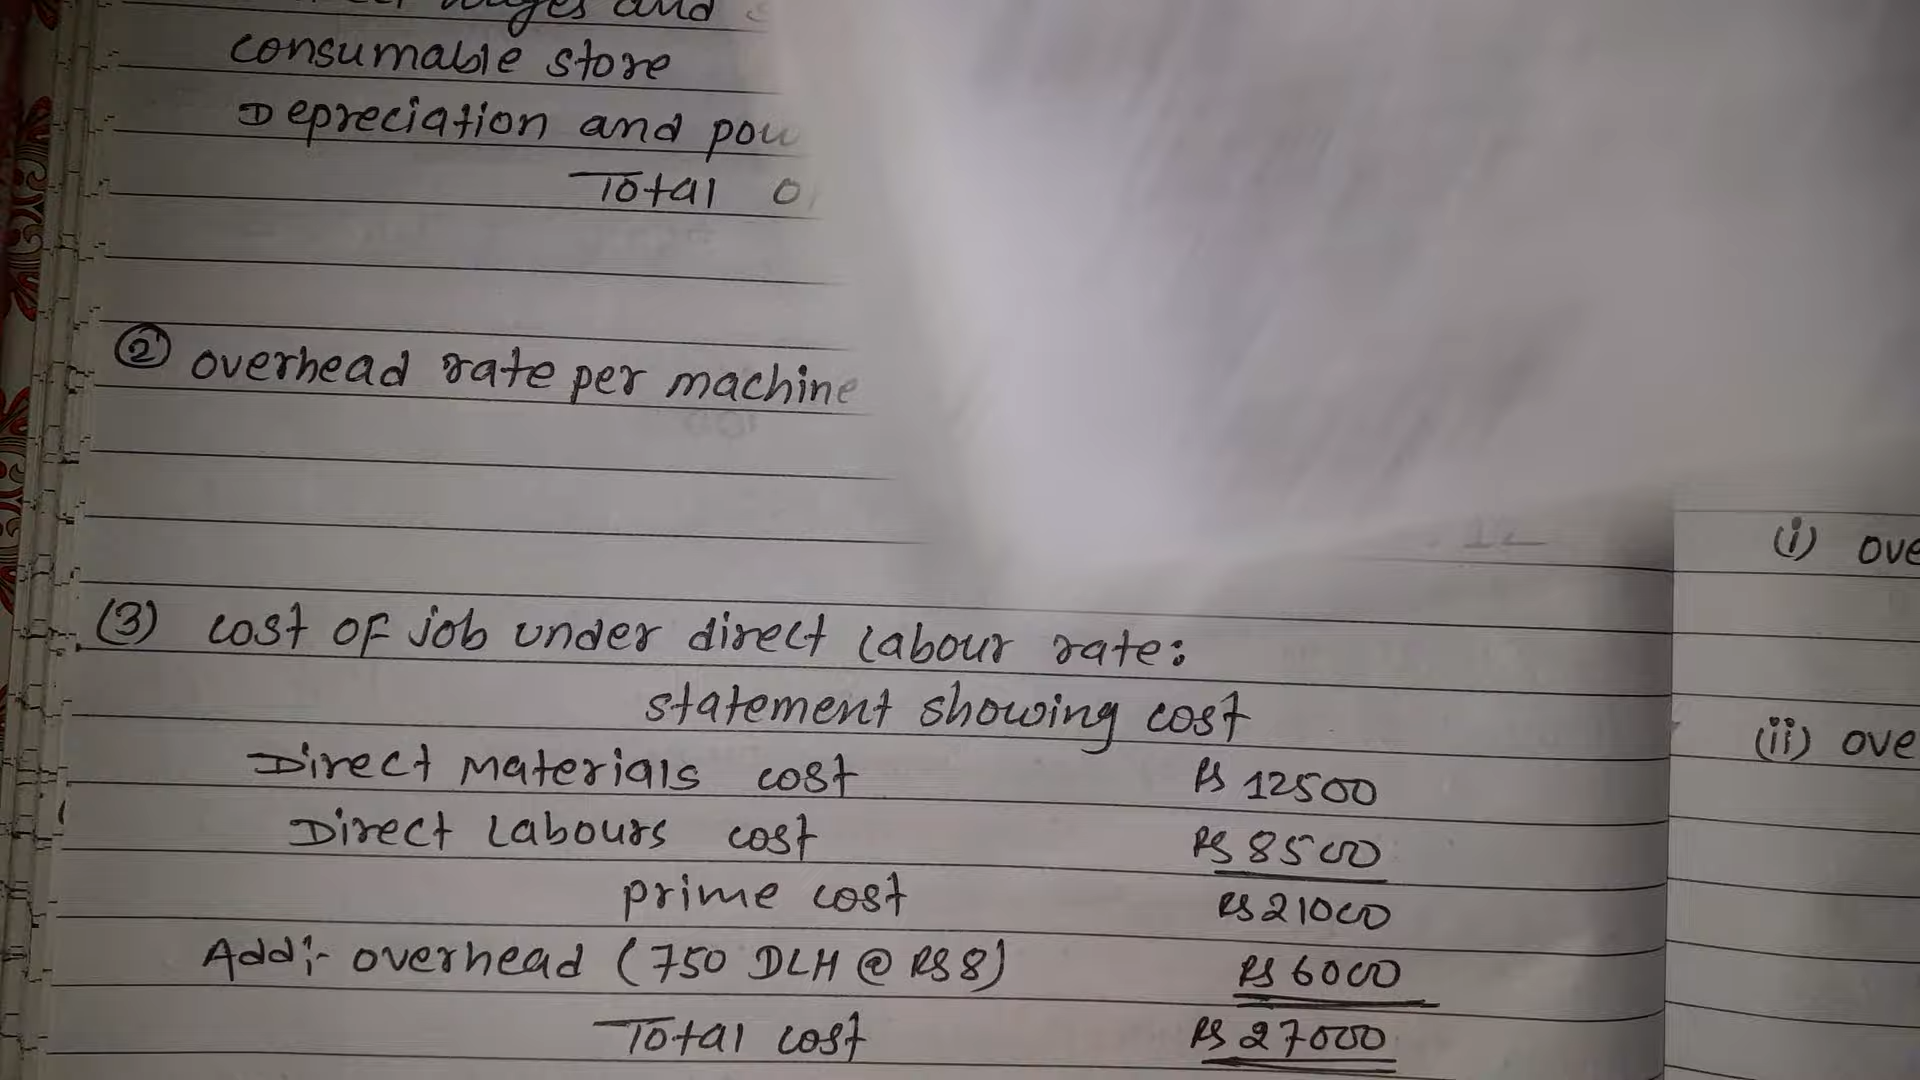 wages and
consumable store
Depreciation and pow
Total
② overhead rate per machine
(3) cost of job under direct labour rate:
statement showing cost
Direct materials cost Rs 12500
Direct labours cost Rs 8500
prime cost Rs 21000
Add:- overhead (750 DLH @ Rs 8) Rs 6000
Total cost Rs 27000
(i) ove
(ii) ove